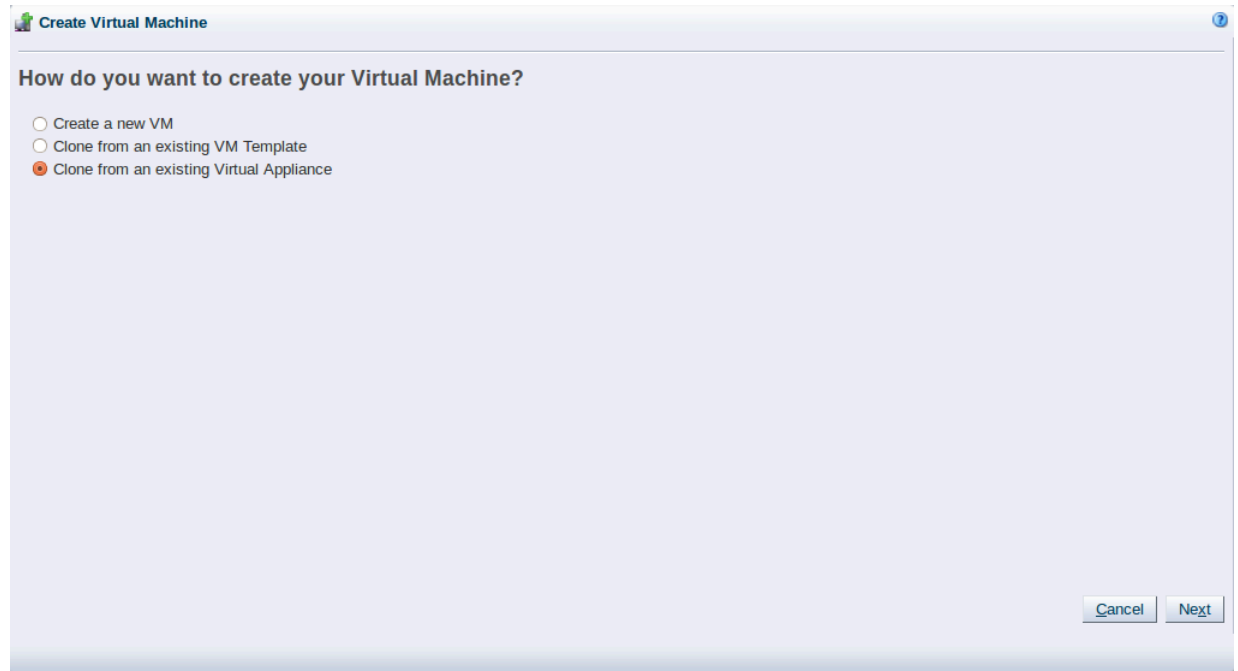 Create Virtual Machine
How do you want to create your Virtual Machine?
Create a new VM
Clone from an existing VM Template
Clone from an existing Virtual Appliance
Cancel Next